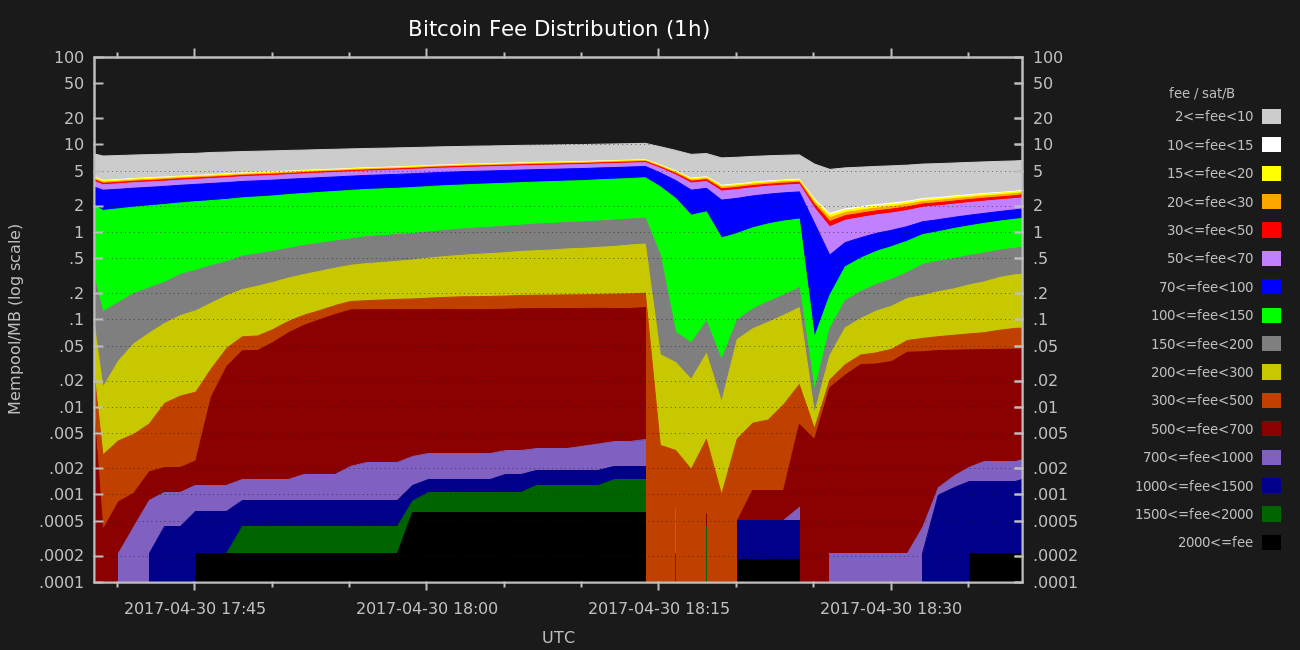 Bitcoin Fee Distribution (1h)
100 100
50 50
20 20
10 10
5 5
2 2
1 1
.5 .5
.2 .2
.1 .1
.05 .05
.02 .02
.01 .01
.005 .005
.002 .002
.001 .001
.0005 .0005
.0002 .0002
.0001 .0001
Mempool/MB (log scale)
2017-04-30 17:45 2017-04-30 18:00 2017-04-30 18:15 2017-04-30 18:30
UTC
fee / sat/B
2<=fee<10
10<=fee<15
15<=fee<20
20<=fee<30
30<=fee<50
50<=fee<70
70<=fee<100
100<=fee<150
150<=fee<200
200<=fee<300
300<=fee<500
500<=fee<700
700<=fee<1000
1000<=fee<1500
1500<=fee<2000
2000<=fee